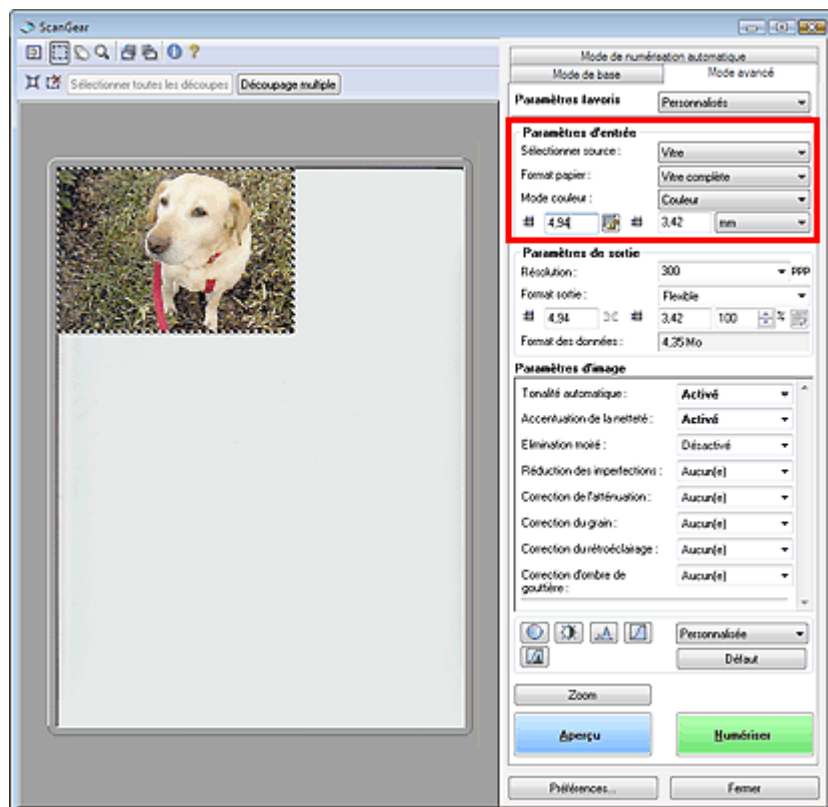 ScanGear
Sélectionner toutes les découpes Découpage multiple
Mode de numérisation automatique
Mode de base Mode avancé
Paramètres favoris Personnalisés
Paramètres d'entrée
Sélectionner source : Vitre
Format papier : Vitre complète
Mode couleur : Couleur
4,94 3,42 mm
Paramètres de sortie
Résolution : 300 PPP
Format sortie : Flexible
4,94 3,42 100 %
Format des données : 4,35 Mo
Paramètres d'image
Tonalité automatique : Activé
Accentuation de la netteté : Activé
Elimination moiré : Désactivé
Réduction des imperfections : Aucun(e)
Correction de l'atténuation : Aucun(e)
Correction du grain : Aucun(e)
Correction du rétroéclairage : Aucun(e)
Correction d'ombre de Aucun(e)
gouttière :
Personnalisée
Défaut
Zoom
Aperçu Numériser
Préférences... Fermer